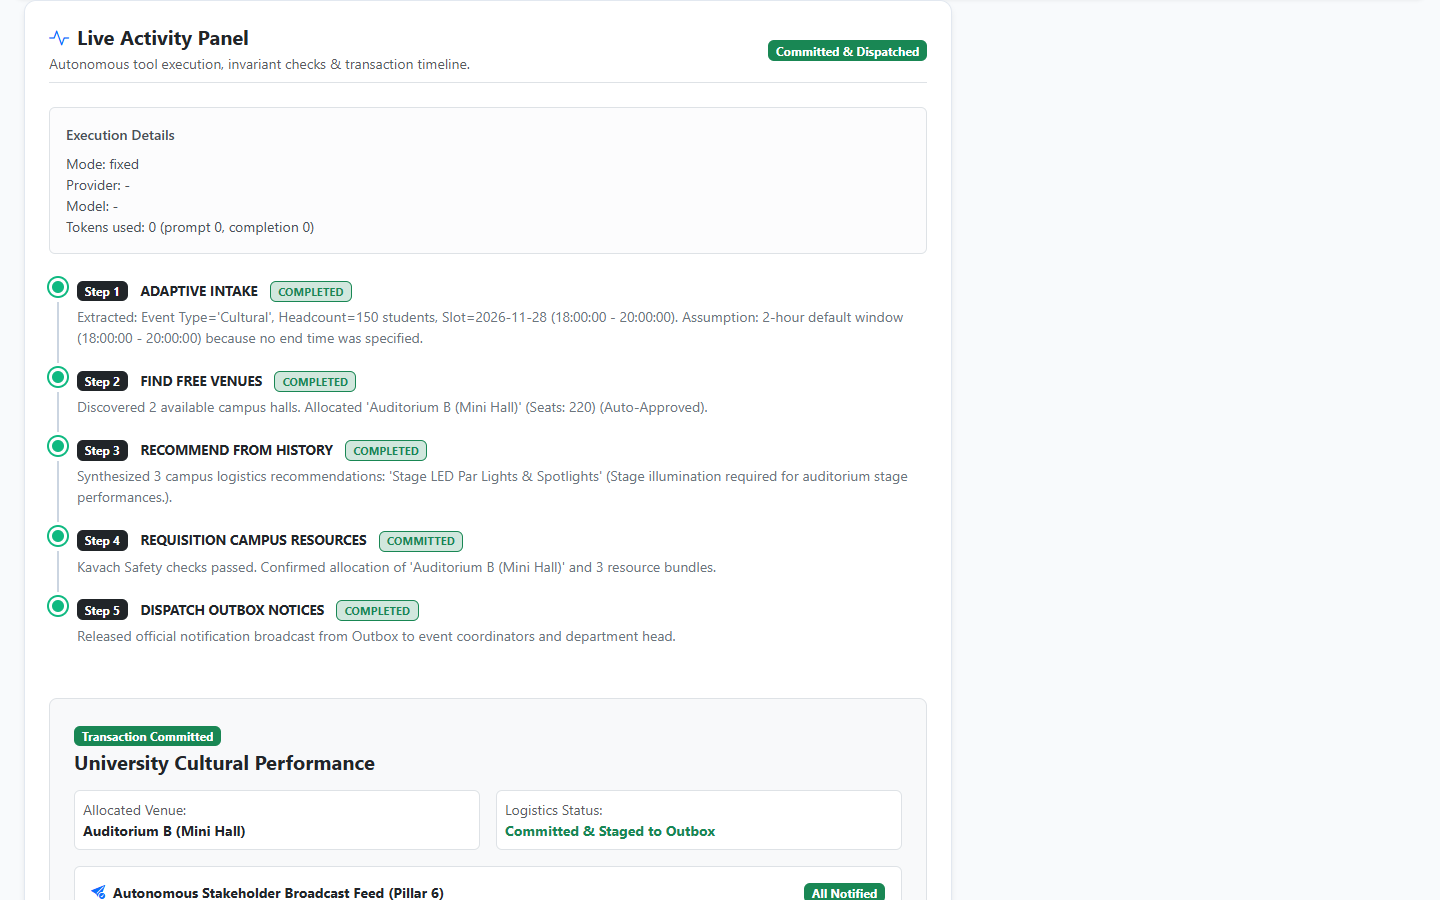 Live Activity Panel
Autonomous tool execution, invariant checks & transaction timeline.
Committed & Dispatched
Execution Details
Mode: fixed
Provider: -
Model: -
Tokens used: 0 (prompt 0, completion 0)
Step 1 ADAPTIVE INTAKE COMPLETED
Extracted: Event Type='Cultural', Headcount=150 students, Slot=2026-11-28 (18:00:00 - 20:00:00). Assumption: 2-hour default window
(18:00:00 - 20:00:00) because no end time was specified.
Step 2 FIND FREE VENUES COMPLETED
Discovered 2 available campus halls. Allocated 'Auditorium B (Mini Hall)' (Seats: 220) (Auto-Approved).
Step 3 RECOMMEND FROM HISTORY COMPLETED
Synthesized 3 campus logistics recommendations: 'Stage LED Par Lights & Spotlights' (Stage illumination required for auditorium stage
performances.).
Step 4 REQUISITION CAMPUS RESOURCES COMMITTED
Kavach Safety checks passed. Confirmed allocation of 'Auditorium B (Mini Hall)' and 3 resource bundles.
Step 5 DISPATCH OUTBOX NOTICES COMPLETED
Released official notification broadcast from Outbox to event coordinators and department head.
Transaction Committed
University Cultural Performance
Allocated Venue:
Auditorium B (Mini Hall)
Logistics Status:
Committed & Staged to Outbox
Autonomous Stakeholder Broadcast Feed (Pillar 6)
All Notified